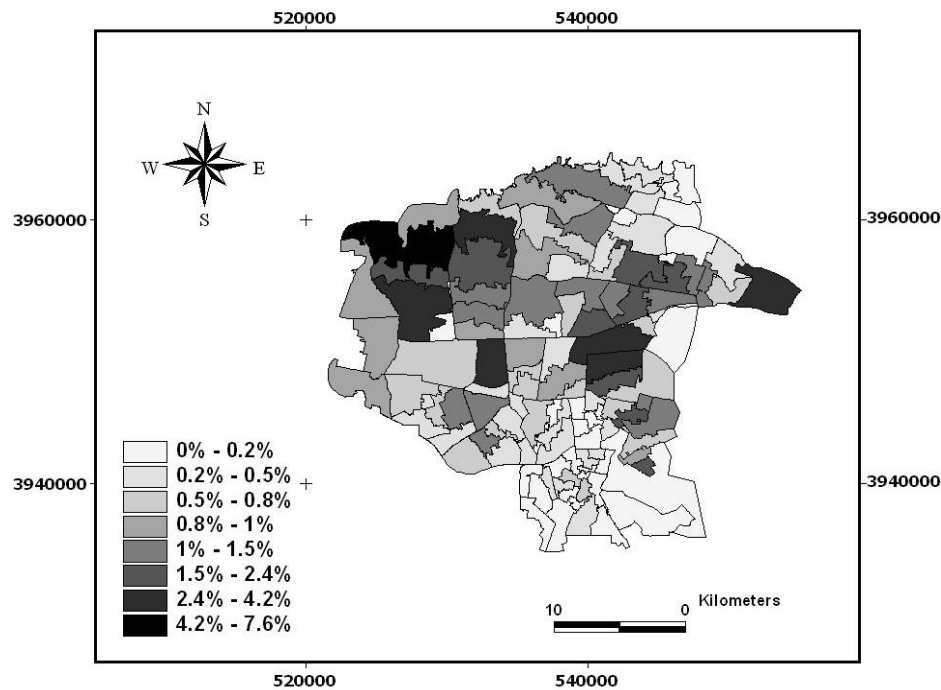 520000 540000
N
W E
S
3960000 3960000
0% - 0.2%
0.2% - 0.5%
0.5% - 0.8%
0.8% - 1%
1% - 1.5%
1.5% - 2.4%
2.4% - 4.2%
4.2% - 7.6%
3940000 3940000
10 0 Kilometers
520000 540000